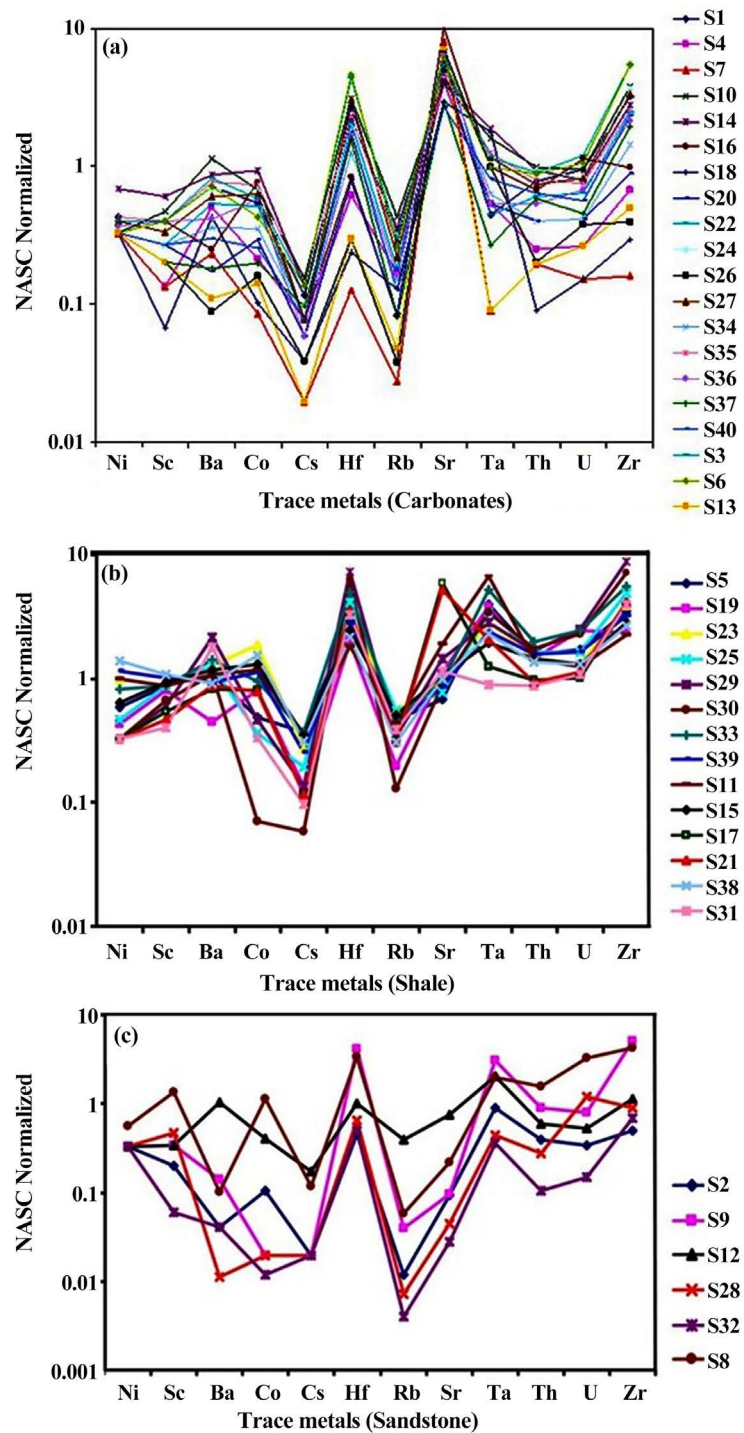 (a)
NASC Normalized
10
1
0.1
0.01
Ni Sc Ba Co Cs Hf Rb Sr Ta Th U Zr
Trace metals (Carbonates)
S1
S4
S7
S10
S14
S16
S18
S20
S22
S24
S26
S27
S34
S35
S36
S37
S40
S3
S6
S13
(b)
NASC Normalized
10
1
0.1
0.01
Ni Sc Ba Co Cs Hf Rb Sr Ta Th U Zr
Trace metals (Shale)
S5
S19
S23
S25
S29
S30
S33
S39
S11
S15
S17
S21
S38
S31
(c)
NASC Normalized
10
1
0.1
0.01
0.001
Ni Sc Ba Co Cs Hf Rb Sr Ta Th U Zr
Trace metals (Sandstone)
S2
S9
S12
S28
S32
S8